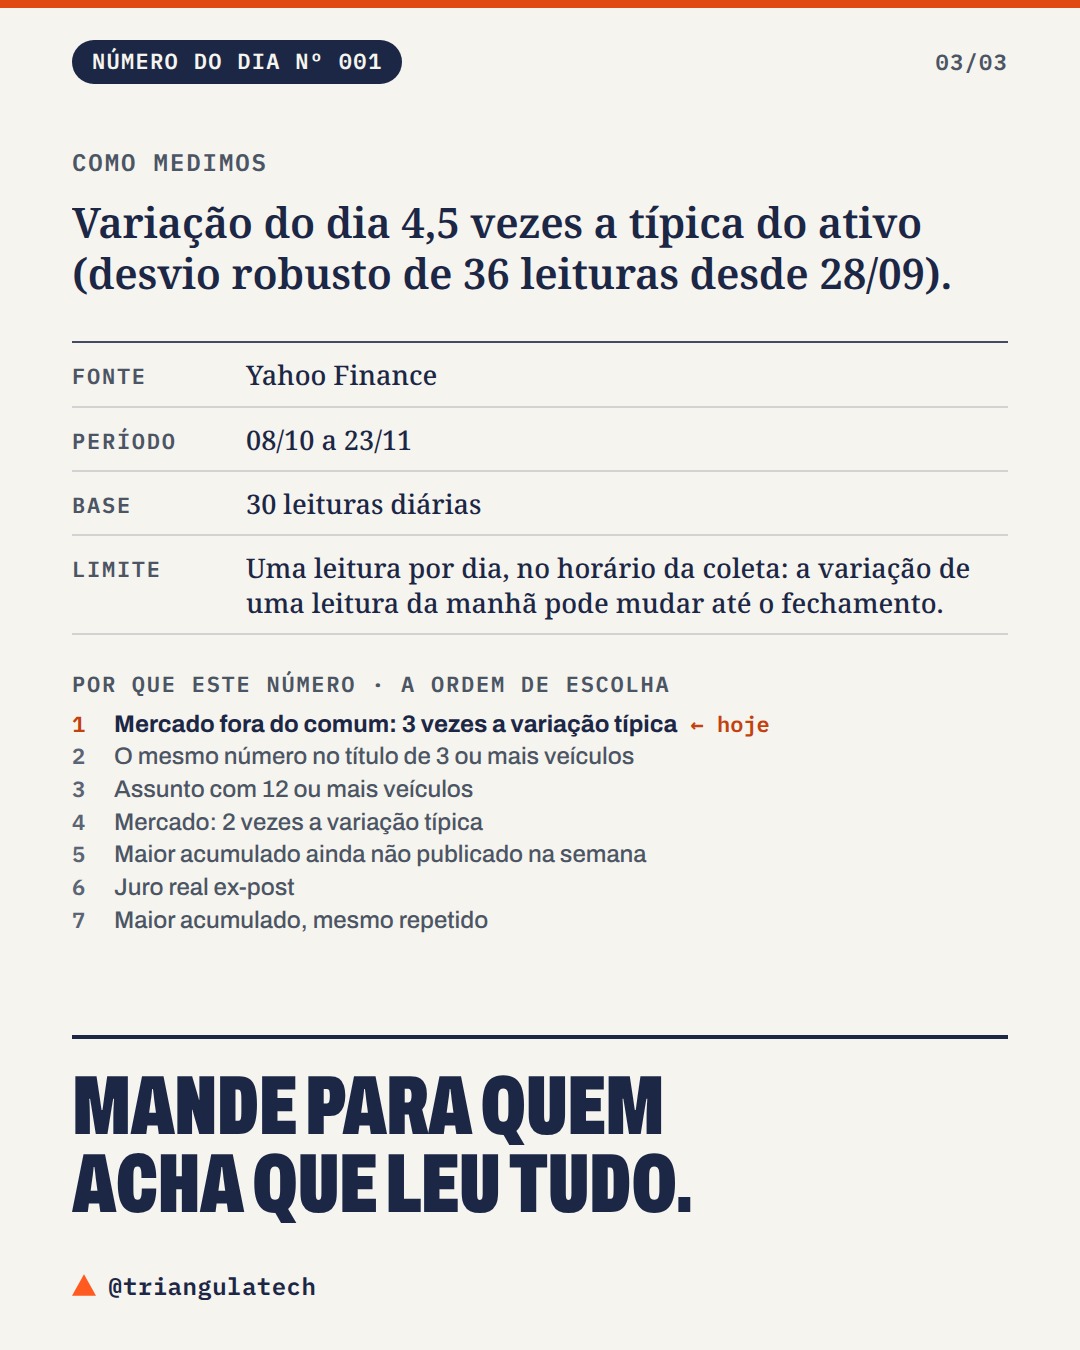 NÚMERO DO DIA Nº 001
03/03
COMO MEDIMOS
Variação do dia 4,5 vezes a típica do ativo
(desvio robusto de 36 leituras desde 28/09).
FONTE Yahoo Finance
PERÍODO 08/10 a 23/11
BASE 30 leituras diárias
LIMITE Uma leitura por dia, no horário da coleta: a variação de
uma leitura da manhã pode mudar até o fechamento.
POR QUE ESTE NÚMERO · A ORDEM DE ESCOLHA
1 Mercado fora do comum: 3 vezes a variação típica ← hoje
2 O mesmo número no título de 3 ou mais veículos
3 Assunto com 12 ou mais veículos
4 Mercado: 2 vezes a variação típica
5 Maior acumulado ainda não publicado na semana
6 Juro real ex-post
7 Maior acumulado, mesmo repetido
MANDE PARA QUEM
ACHA QUE LEU TUDO.
@triangulatech